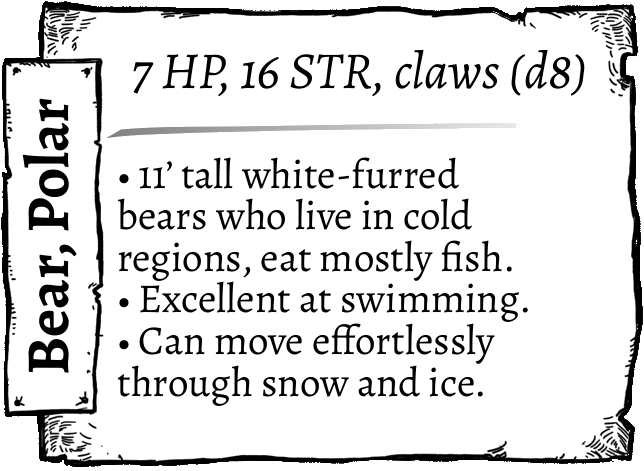 Bear, Polar
7 HP, 16 STR, claws (d8)
• 11’ tall white-furred
bears who live in cold
regions, eat mostly fish.
• Excellent at swimming.
• Can move effortlessly
through snow and ice.